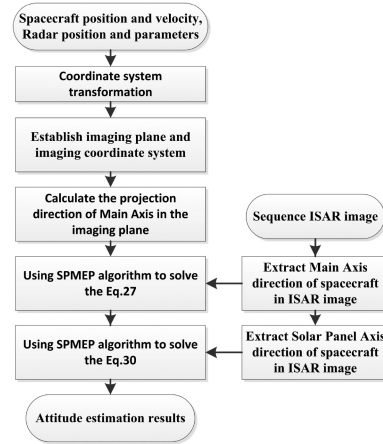 Spacecraft position and velocity,
Radar position and parameters
Coordinate system
transformation
Establish imaging plane and
imaging coordinate system
Calculate the projection
direction of Main Axis in the
imaging plane
Sequence ISAR image
Using SPMEP algorithm to solve
the Eq.27
Extract Main Axis
direction of spacecraft
in ISAR image
Using SPMEP algorithm to solve
the Eq.30
Extract Solar Panel Axis
direction of spacecraft
in ISAR image
Attitude estimation results